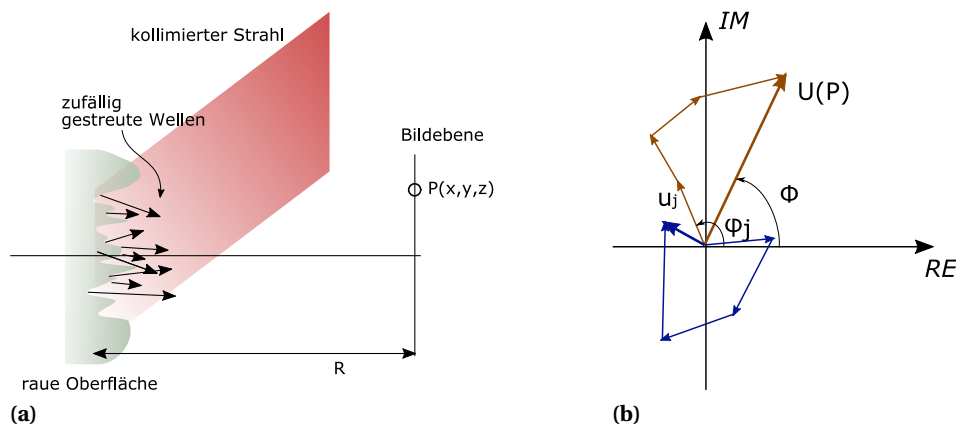 kollimierter Strahl
zufällig
gestreute Wellen
Bildebene
P(x,y,z)
R
raue Oberfläche
(a)
IM
U(P)
uj
φj
Φ
RE
(b)